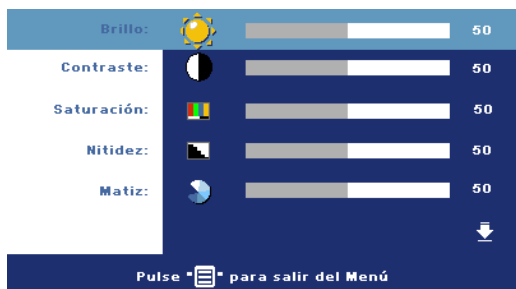 Brillo: 50
Contraste: 50
Saturación: 50
Nitidez: 50
Matiz: 50
Pulse "" para salir del Menú